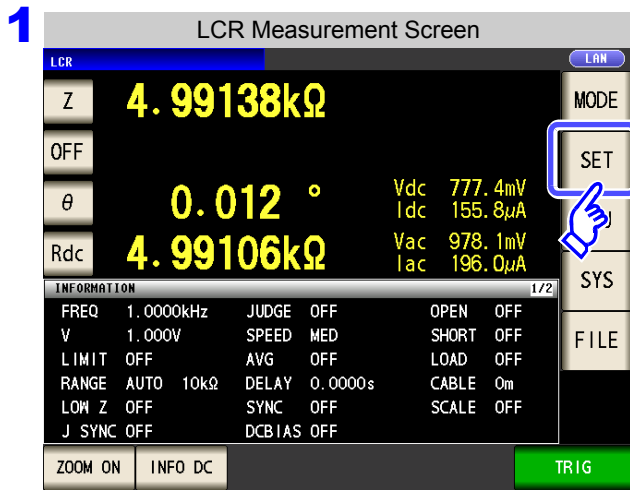 1
LCR Measurement Screen
LCR LAN
Z 4.99138kΩ MODE
OFF SET
θ 0.012 ° Vdc 777.4mV
Idc 155.8μA
Rdc 4.99106kΩ Vac 978.1mV
Iac 196.0μA SYS
INFORMATION 1/2
FREQ 1.0000kHz JUDGE OFF OPEN OFF
V 1.000V SPEED MED SHORT OFF FILE
LIMIT OFF AVG OFF LOAD OFF
RANGE AUTO 10kΩ DELAY 0.0000s CABLE 0m
LOW Z OFF SYNC OFF SCALE OFF
J SYNC OFF DCBIAS OFF
ZOOM ON INFO DC TRIG